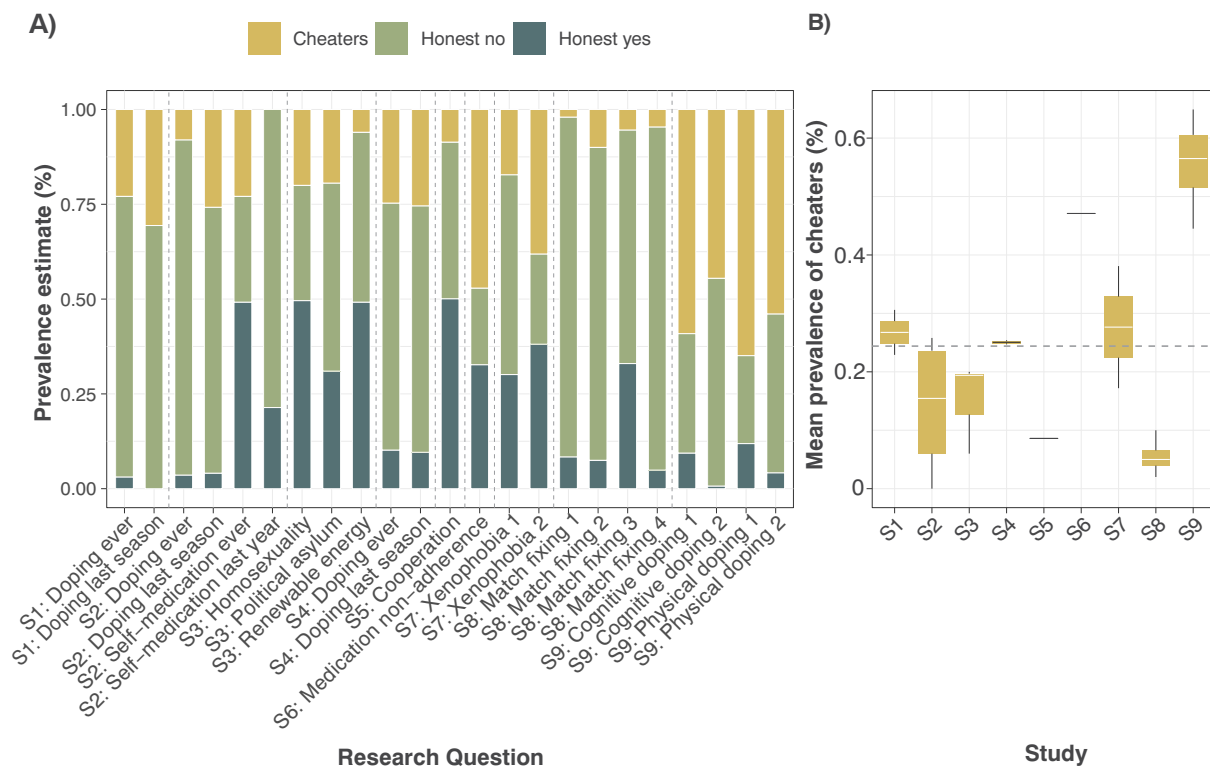 A)
Cheaters Honest no Honest yes
Prevalence estimate (%)
1.00
0.75
0.50
0.25
0.00
S1: Doping ever
S1: Doping last season
S2: Doping ever
S2: Doping last season
S2: Self−medication ever
S2: Self−medication last year
S3: Homosexuality
S3: Political asylum
S3: Renewable energy
S4: Doping ever
S4: Doping last season
S5: Cooperation
S6: Medication non−adherence
S7: Xenophobia 1
S7: Xenophobia 2
S8: Match fixing 1
S8: Match fixing 2
S8: Match fixing 3
S8: Match fixing 4
S9: Cognitive doping 1
S9: Cognitive doping 2
S9: Physical doping 1
S9: Physical doping 2
Research Question
B)
Mean prevalence of cheaters (%)
0.6
0.4
0.2
0
S1
S2
S3
S4
S5
S6
S7
S8
S9
Study